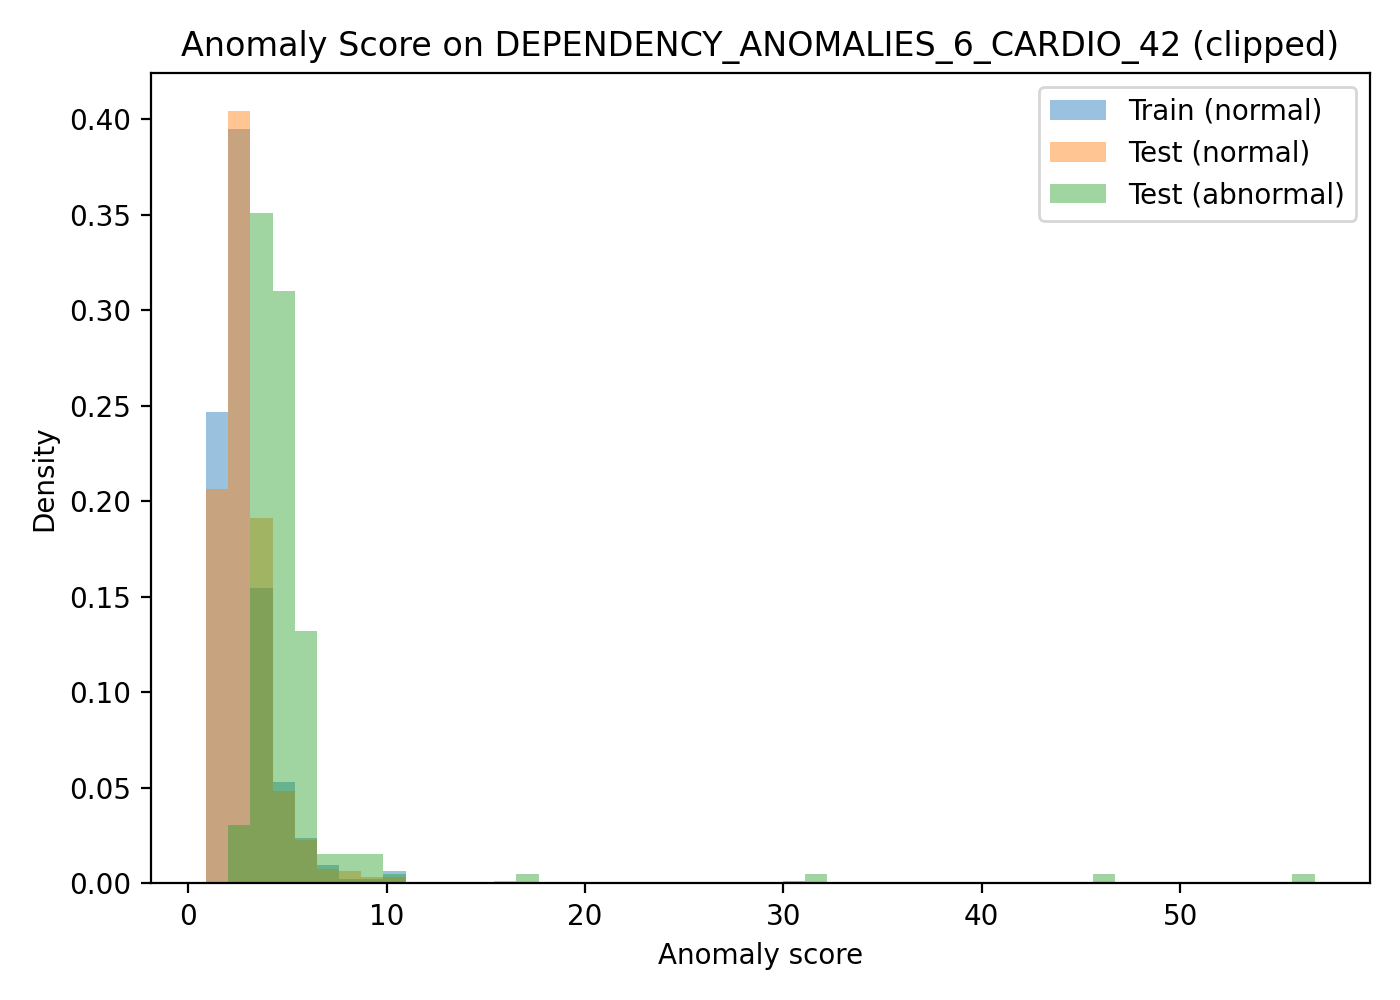 Anomaly Score on DEPENDENCY_ANOMALIES_6_CARDIO_42 (clipped)
Train (normal)
Test (normal)
Test (abnormal)
0.40
0.35
0.30
0.25
0.20
0.15
0.10
0.05
0.00
Density
0 10 20 30 40 50
Anomaly score